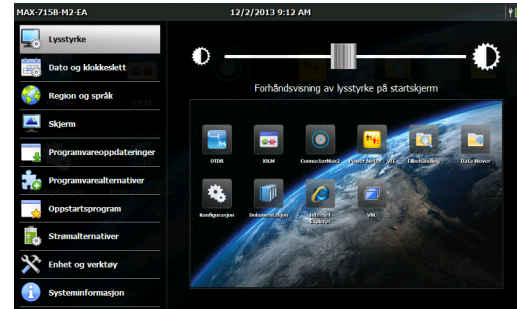 MAX-715B-M2-EA
12/2/2013 9:12 AM
Lysstyrke
Dato og klokkeslett
Region og språk
Skjerm
Programvareoppdateringer
Programvarealternativer
Oppstartsprogram
Strømalternativer
Enhet og verktøy
Systeminformasjon
Forhåndsvisning av lysstyrke på startskjerm
OTDR
iOLM
ConnectorMax2
Power Meter - VFL
Filbehandling
Data Mover
Konfigurasjon
Dokumentasjon
Internet
Explorer
VNC